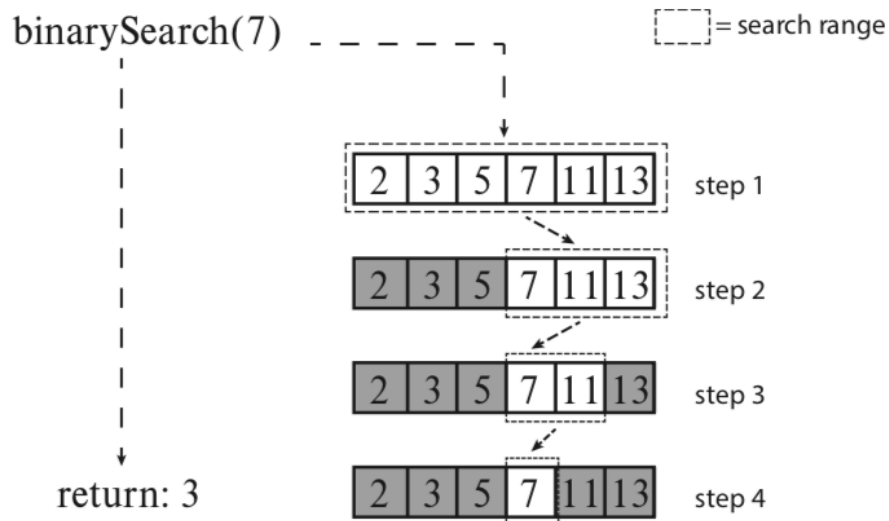 binarySearch(7)
= search range
2 3 5 7 11 13 step 1
2 3 5 7 11 13 step 2
2 3 5 7 11 13 step 3
return: 3
2 3 5 7 11 13 step 4